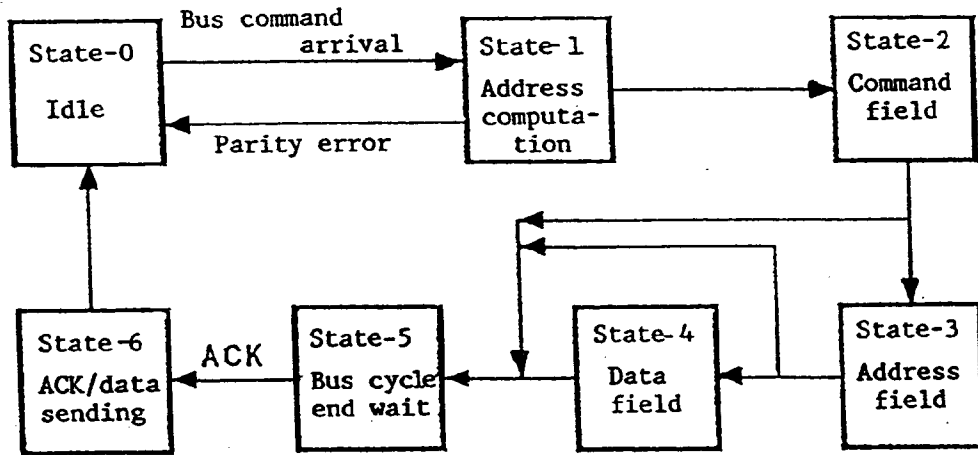 Bus command
arrival
State-0
Idle
Parity error
State-1
Address
computa-
tion
State-2
Command
field
State-6
ACK/data
sending
ACK
State-5
Bus cycle
end wait
State-4
Data
field
State-3
Address
field